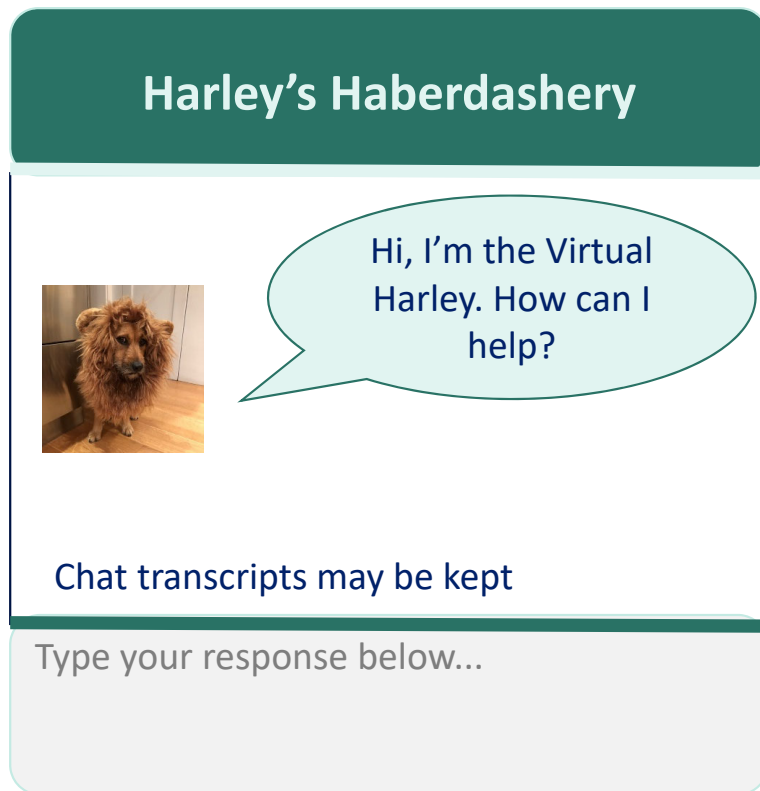 Harley’s Haberdashery
Hi, I’m the Virtual
Harley. How can I
help?
Chat transcripts may be kept
Type your response below...